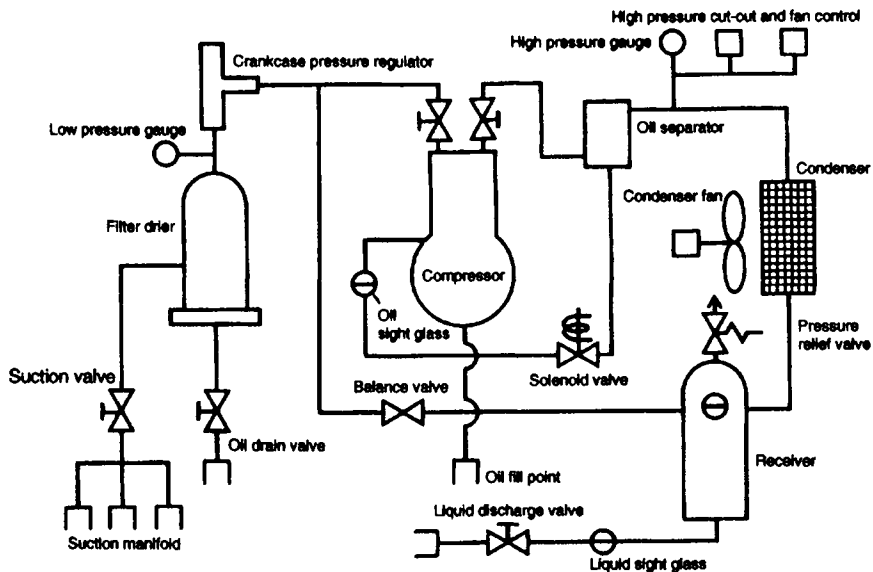 High pressure cut-out and fan control
High pressure gauge
Crankcase pressure regulator
Low pressure gauge
Oil separator
Condenser
Condenser fan
Filter drier
Compressor
Oil
sight glass
Pressure
relief valve
Suction valve
Solenoid valve
Balance valve
Oil drain valve
Receiver
Oil fill point
Liquid discharge valve
Suction manifold
Liquid sight glass